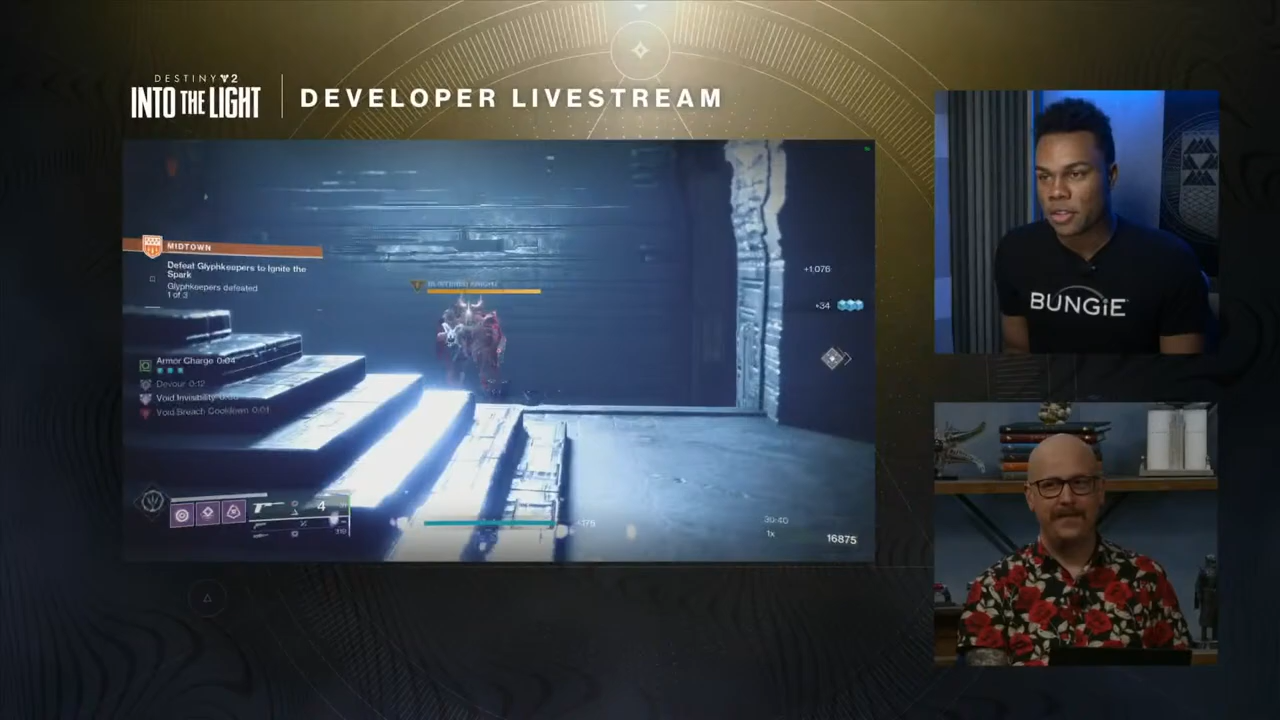 DESTINY 2
INTO THE LIGHT
DEVELOPER LIVESTREAM
MIDTOWN
Defeat Glyphkeepers to Ignite the
Spark
Glyphkeepers defeated
1 of 3
+1,076
+34
Armor Charge 0:04
Devour 0:12
Void Invisibility
Void Breach Cooldown 0:01
4
30:40
1x
16875
BUNGiE